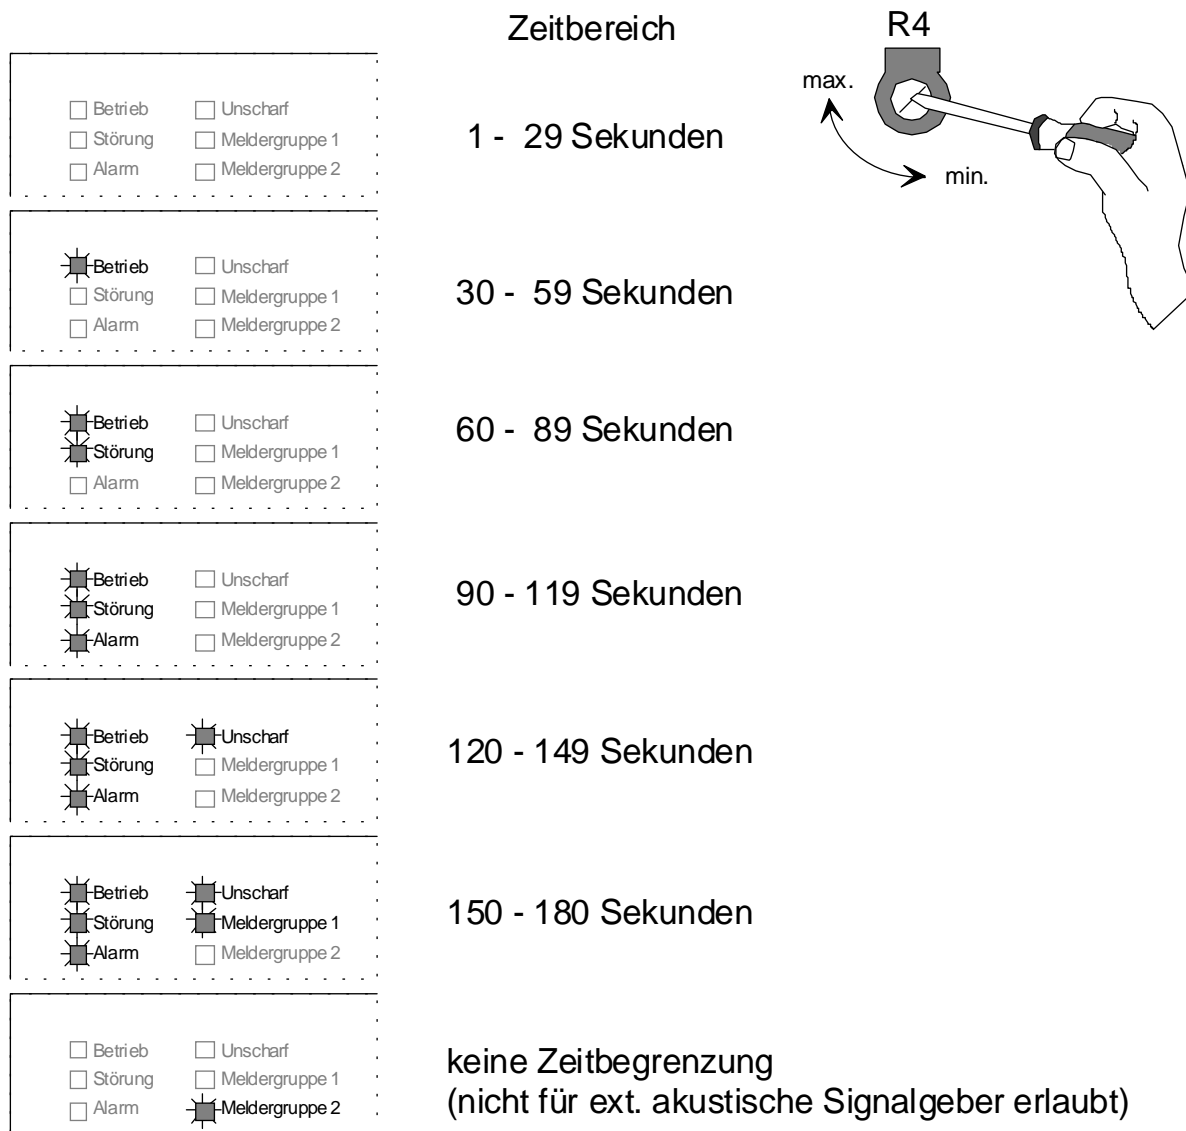 Zeitbereich
R4
max.
min.
Betrieb Unscharf
Störung Meldergruppe 1
Alarm Meldergruppe 2
1 - 29 Sekunden
Betrieb Unscharf
Störung Meldergruppe 1
Alarm Meldergruppe 2
30 - 59 Sekunden
Betrieb Unscharf
Störung Meldergruppe 1
Alarm Meldergruppe 2
60 - 89 Sekunden
Betrieb Unscharf
Störung Meldergruppe 1
Alarm Meldergruppe 2
90 - 119 Sekunden
Betrieb Unscharf
Störung Meldergruppe 1
Alarm Meldergruppe 2
120 - 149 Sekunden
Betrieb Unscharf
Störung Meldergruppe 1
Alarm Meldergruppe 2
150 - 180 Sekunden
Betrieb Unscharf
Störung Meldergruppe 1
Alarm Meldergruppe 2
keine Zeitbegrenzung
(nicht für ext. akustische Signalgeber erlaubt)